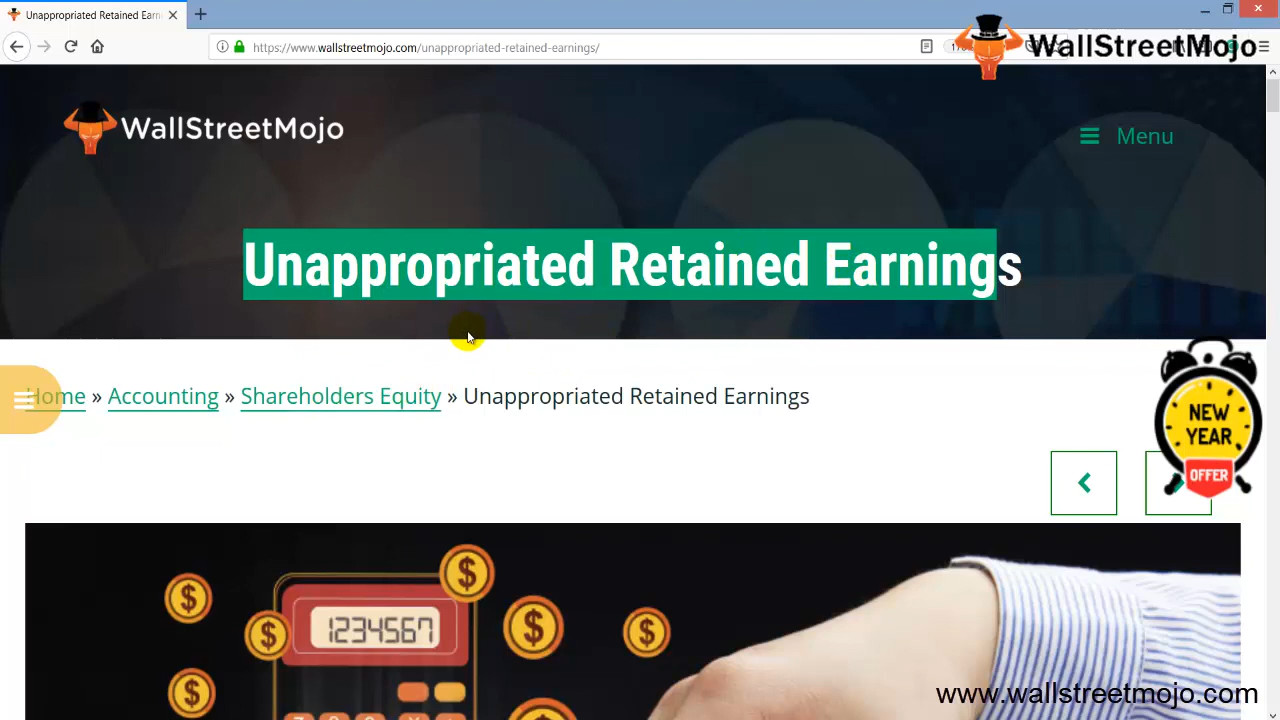 Unappropriated Retained Earn
https://www.wallstreetmojo.com/unappropriated-retained-earnings/
WallStreetMojo
WallStreetMojo
Menu
Unappropriated Retained Earnings
Home » Accounting » Shareholders Equity » Unappropriated Retained Earnings
NEW
YEAR
OFFER
1234567
www.wallstreetmojo.com